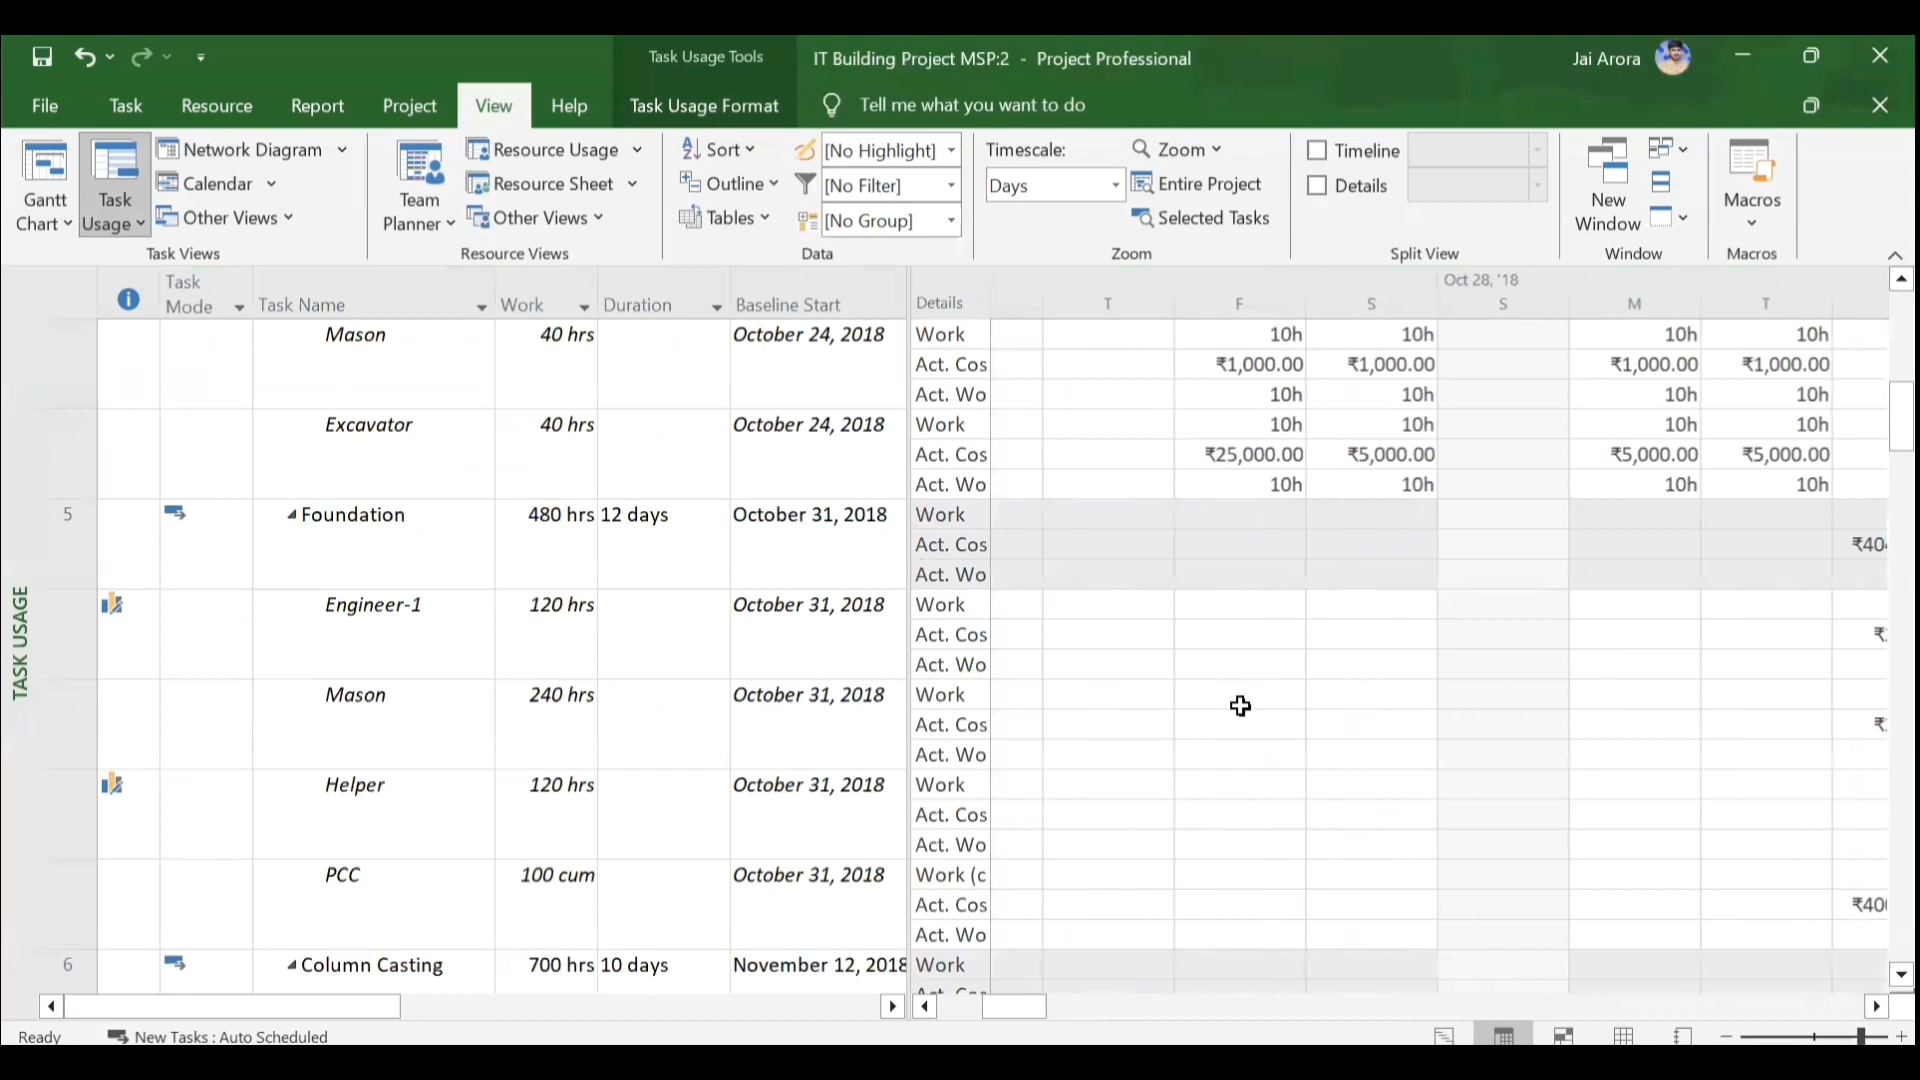 Task Usage Tools
IT Building Project MSP:2 - Project Professional
Jai Arora
File Task Resource Report Project View Help Task Usage Format Tell me what you want to do
Gantt Chart
Task Usage
Network Diagram
Calendar
Other Views
Task Views
Team Planner
Resource Usage
Resource Sheet
Other Views
Resource Views
Sort
Outline
Tables
[No Highlight]
[No Filter]
[No Group]
Data
Timescale:
Days
Zoom
Entire Project
Selected Tasks
Zoom
Timeline
Details
Split View
New Window
Window
Macros
Macros
Task Mode Task Name Work Duration Baseline Start Details
Oct 28, '18
T F S S M T
Mason 40 hrs October 24, 2018 Work 10h 10h 10h 10h
Act. Cos ₹1,000.00 ₹1,000.00 ₹1,000.00 ₹1,000.00
Act. Wo 10h 10h 10h 10h
Excavator 40 hrs October 24, 2018 Work 10h 10h 10h 10h
Act. Cos ₹25,000.00 ₹5,000.00 ₹5,000.00 ₹5,000.00
Act. Wo 10h 10h 10h 10h
5 Foundation 480 hrs 12 days October 31, 2018 Work
Act. Cos
Act. Wo
Engineer-1 120 hrs October 31, 2018 Work
Act. Cos
Act. Wo
Mason 240 hrs October 31, 2018 Work
Act. Cos
Act. Wo
Helper 120 hrs October 31, 2018 Work
Act. Cos
Act. Wo
PCC 100 cum October 31, 2018 Work (c
Act. Cos
Act. Wo
6 Column Casting 700 hrs 10 days November 12, 2018 Work
TASK USAGE
Ready New Tasks : Auto Scheduled